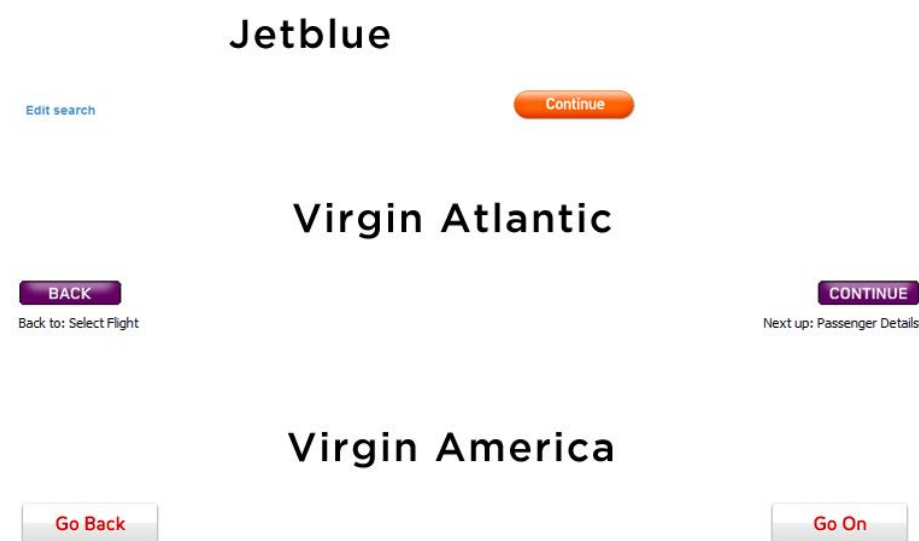 Jetblue
Edit search Continue
Virgin Atlantic
BACK CONTINUE
Back to: Select Flight Next up: Passenger Details
Virgin America
Go Back Go On